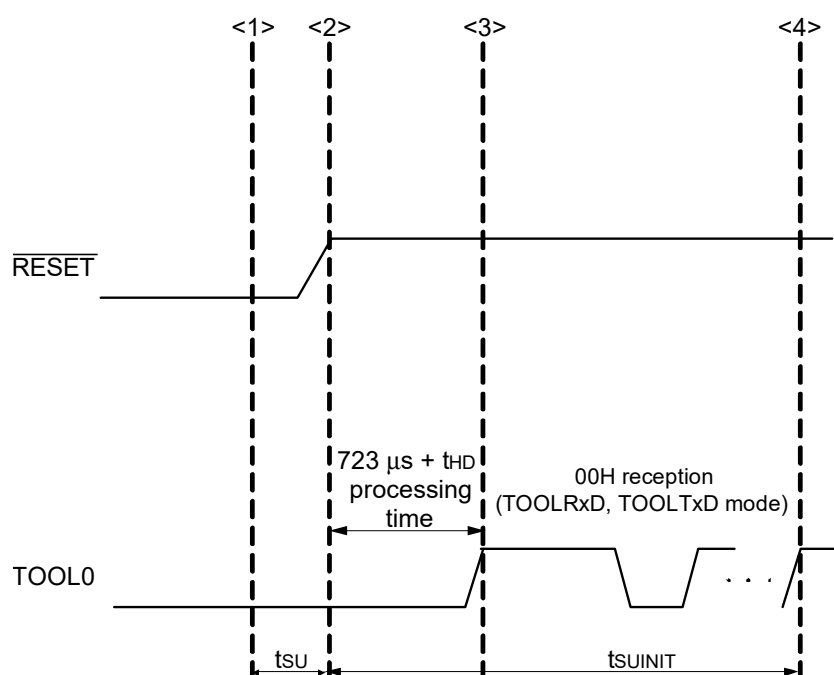 <1> <2> <3> <4>
RESET
723 μs + tHD
processing
time
00H reception
(TOOLRxD, TOOLTxD mode)
TOOL0
. . .
tSU
tSUINIT